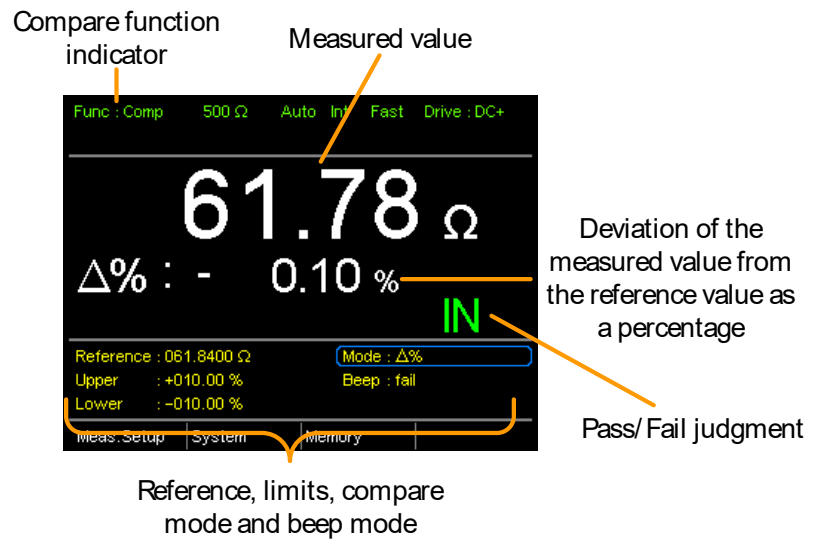 Compare function
indicator
Measured value
Func : Comp 500 Ω Auto Int Fast Drive : DC+
61.78 Ω
Δ% : - 0.10 %
IN
Deviation of the
measured value from
the reference value as
a percentage
Reference : 061.8400 Ω Mode : Δ%
Upper : +010.00 % Beep : fail
Lower : -010.00 %
Meas.Setup System Memory
Pass/Fail judgment
Reference, limits, compare
mode and beep mode